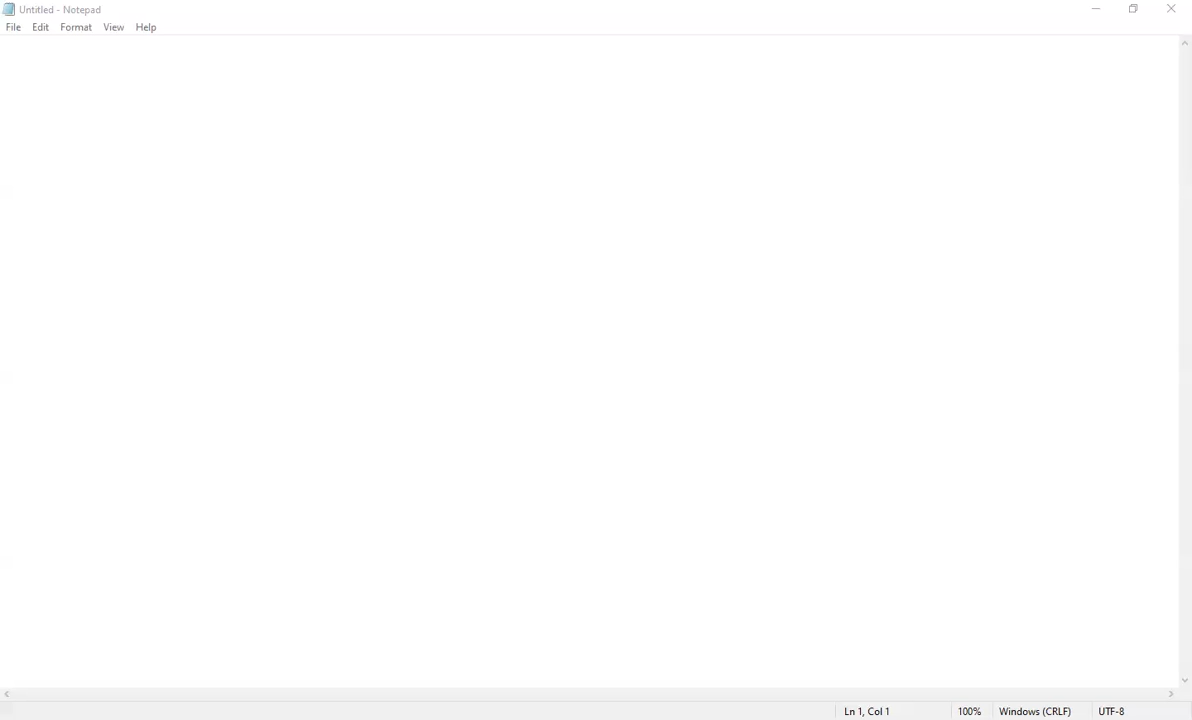 Untitled - Notepad
File Edit Format View Help
Ln 1, Col 1 100% Windows (CRLF) UTF-8